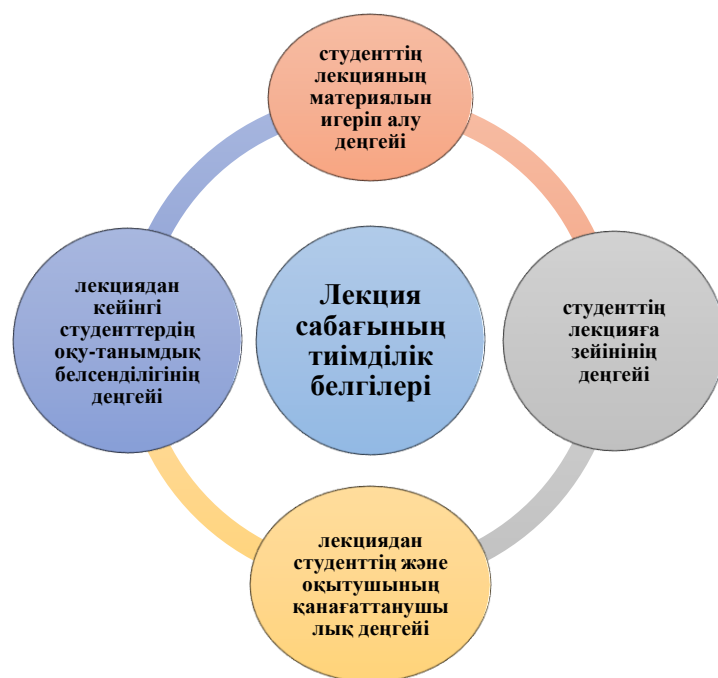 студенттің
лекцияның
материялын
игеріп алу
деңгейі
лекциядан
кейінгі
студенттердің
оқу-танымдық
белсенділігінің
деңгейі
Лекция
сабағының
тиімділік
белгілері
студенттің
лекцияға
зейінінің
деңгейі
лекциядан
студенттің және
оқытушының
қанағаттанушы
лық деңгейі